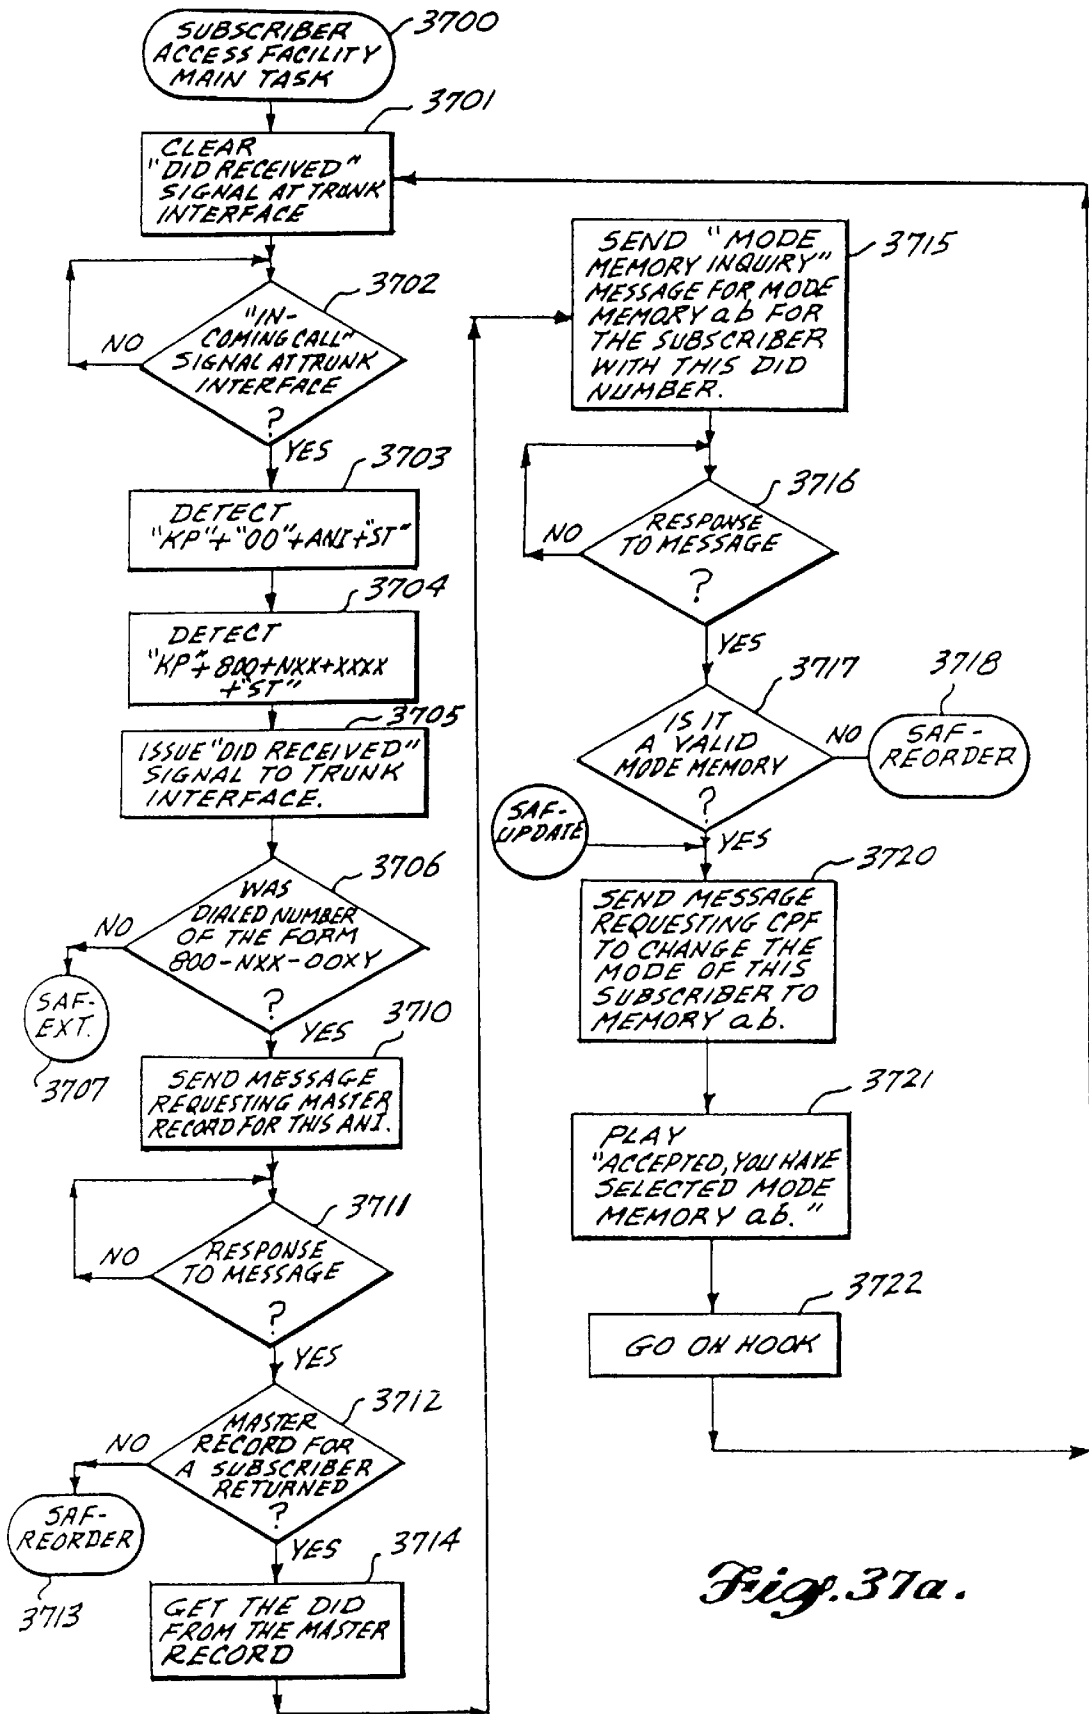 SUBSCRIBER
ACCESS FACILITY
MAIN TASK
3700
3701
CLEAR
"DID RECEIVED"
SIGNAL AT TRUNK
INTERFACE
3702
"IN-
COMING CALL"
SIGNAL AT TRUNK
INTERFACE
?
NO
YES
3703
DETECT
"KP"+"00"+ANI+"ST"
3704
DETECT
"KP"+800+NXX+XXXX
+"ST"
3705
ISSUE "DID RECEIVED"
SIGNAL TO TRUNK
INTERFACE.
3706
WAS
DIALED NUMBER
OF THE FORM
800-NXX-00XY
?
NO
SAF-
EXT.
3707
YES
3710
SEND MESSAGE
REQUESTING MASTER
RECORD FOR THIS ANI.
3711
RESPONSE
TO MESSAGE
?
NO
YES
3712
MASTER
RECORD FOR
A SUBSCRIBER
RETURNED
?
NO
SAF-
REORDER
3713
YES
3714
GET THE DID
FROM THE MASTER
RECORD
3715
SEND "MODE
MEMORY INQUIRY"
MESSAGE FOR MODE
MEMORY ab FOR
THE SUBSCRIBER
WITH THIS DID
NUMBER.
3716
RESPONSE
TO MESSAGE
?
NO
YES
3717
IS IT
A VALID
MODE MEMORY
?
NO
3718
SAF-
REORDER
SAF-
UPDATE
YES
3720
SEND MESSAGE
REQUESTING CPF
TO CHANGE THE
MODE OF THIS
SUBSCRIBER TO
MEMORY ab.
3721
PLAY
"ACCEPTED, YOU HAVE
SELECTED MODE
MEMORY ab."
3722
GO ON HOOK
Fig. 37a.